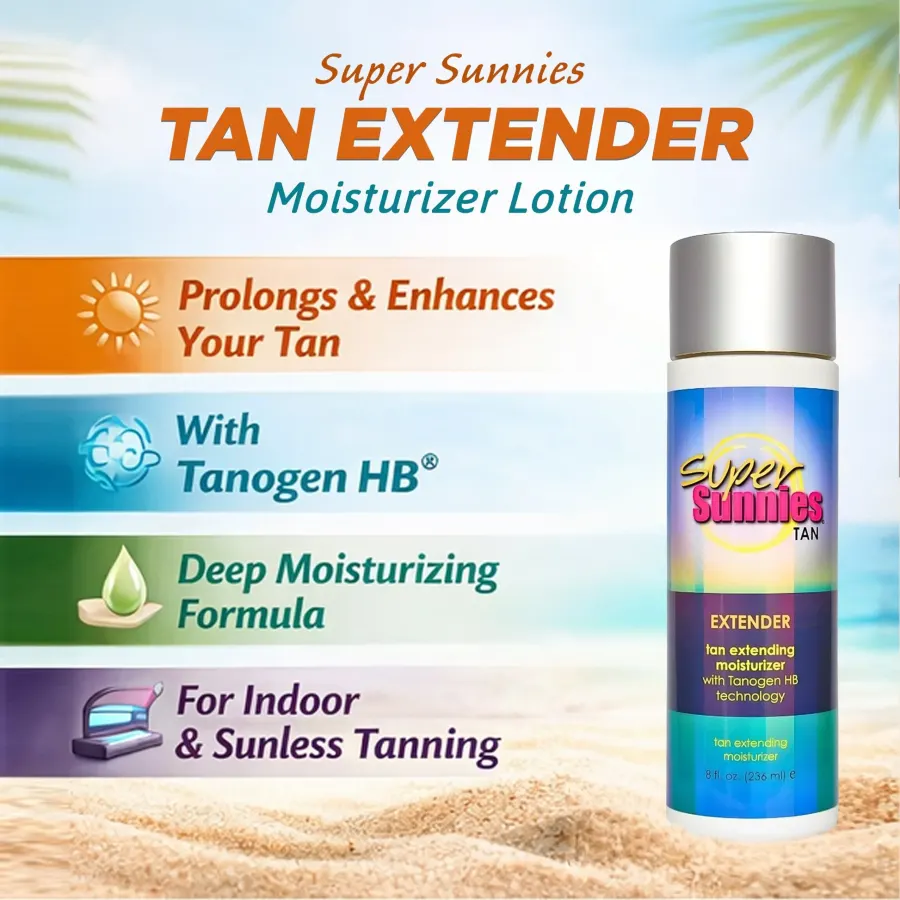 Super Sunnies
TAN EXTENDER
Moisturizer Lotion
Prolongs & Enhances
Your Tan
With
Tanogen HB®
Deep Moisturizing
Formula
For Indoor
& Sunless Tanning
Super
Sunnies
TAN
EXTENDER
tan extending
moisturizer
with Tanogen HB
technology
tan extending
moisturizer
8 fl. oz. (236 ml) e